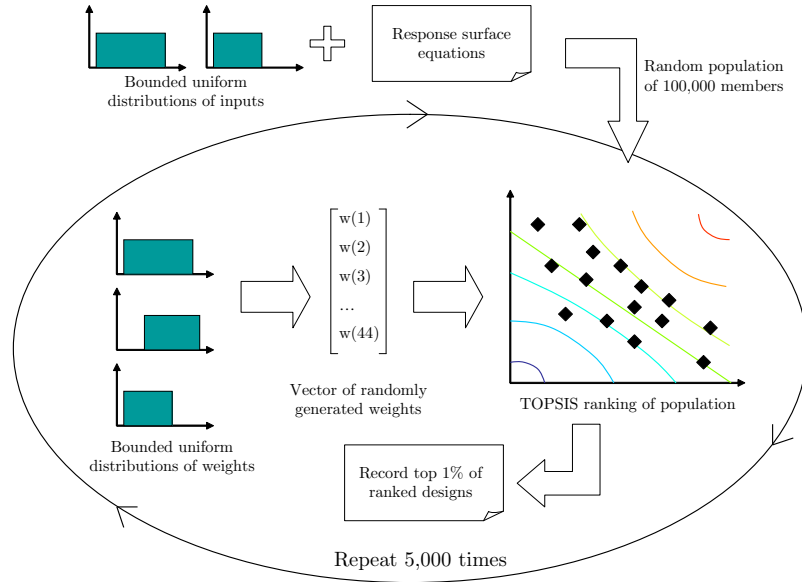 Bounded uniform
distributions of inputs
Response surface
equations
Random population
of 100,000 members
w(1)
w(2)
w(3)
...
w(44)
Vector of randomly
generated weights
Bounded uniform
distributions of weights
TOPSIS ranking of population
Record top 1% of
ranked designs
Repeat 5,000 times